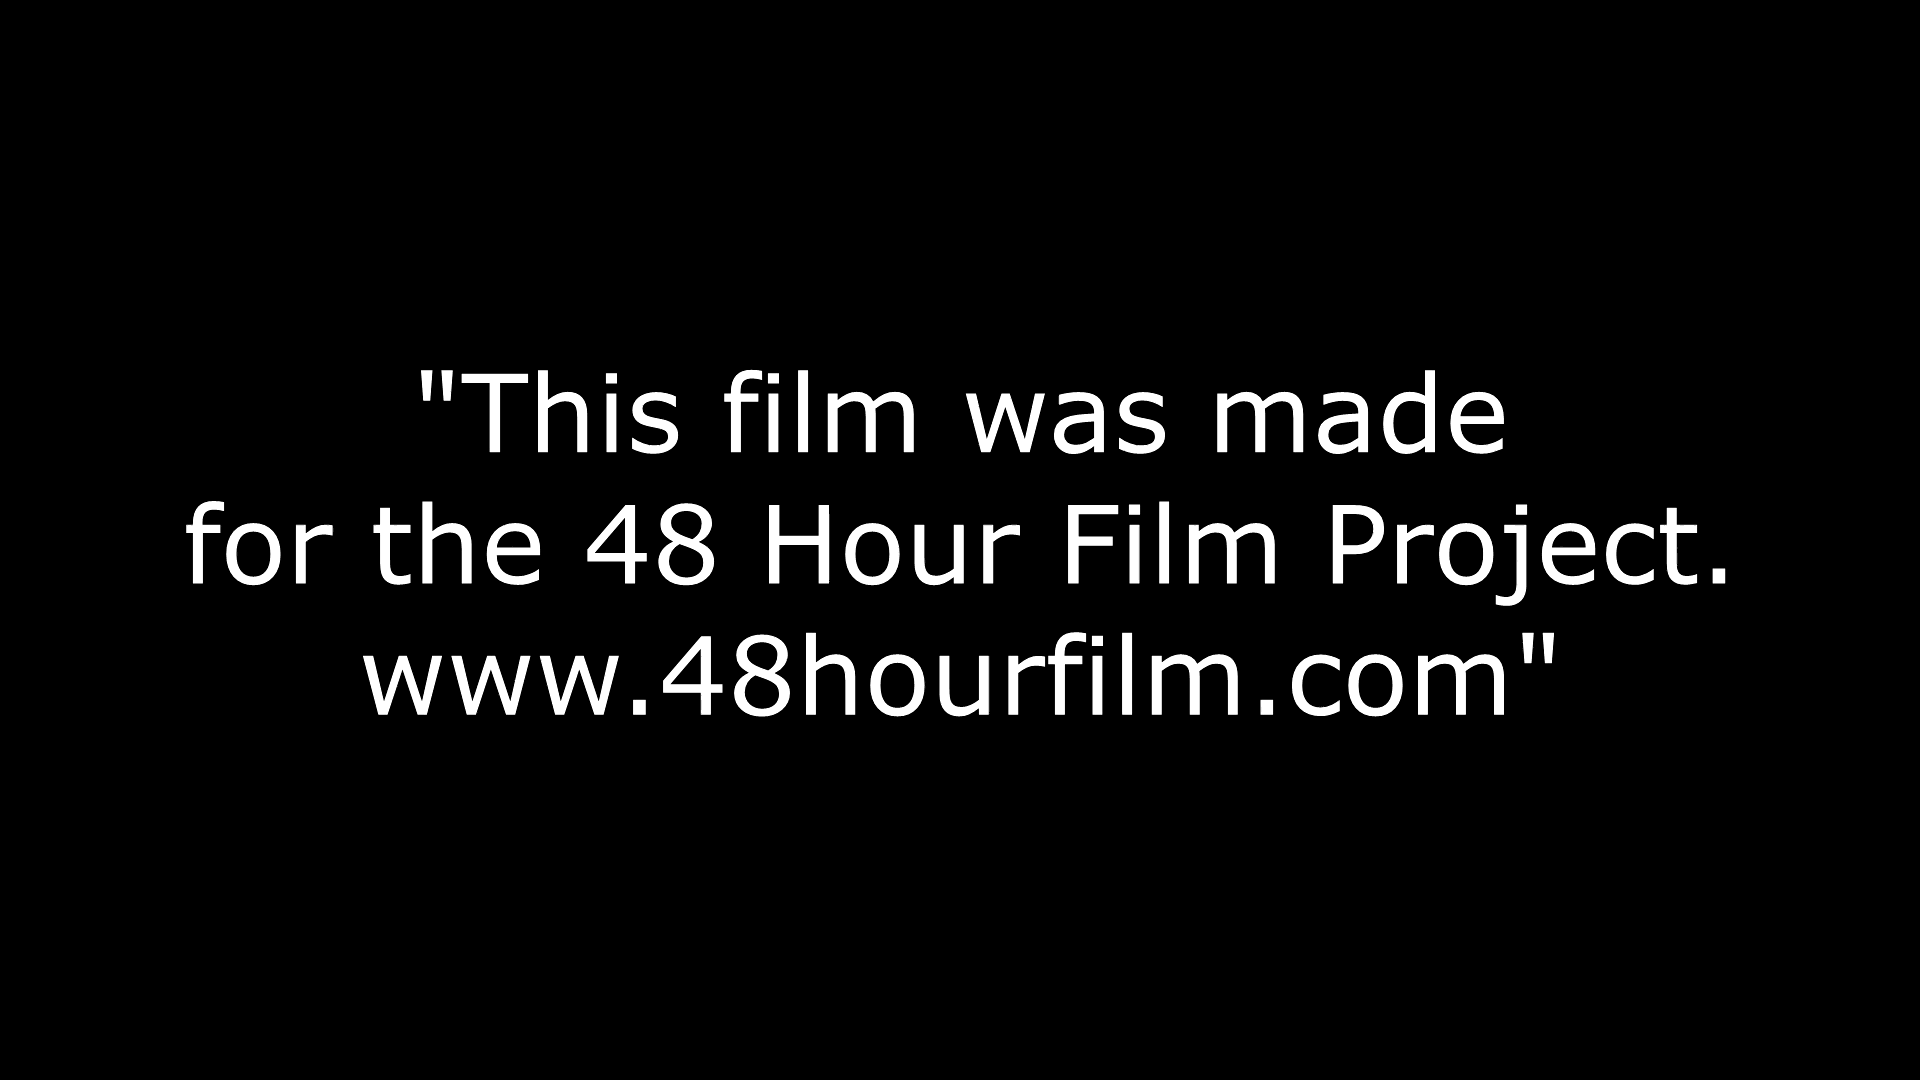 "This film was made
for the 48 Hour Film Project.
www.48hourfilm.com"